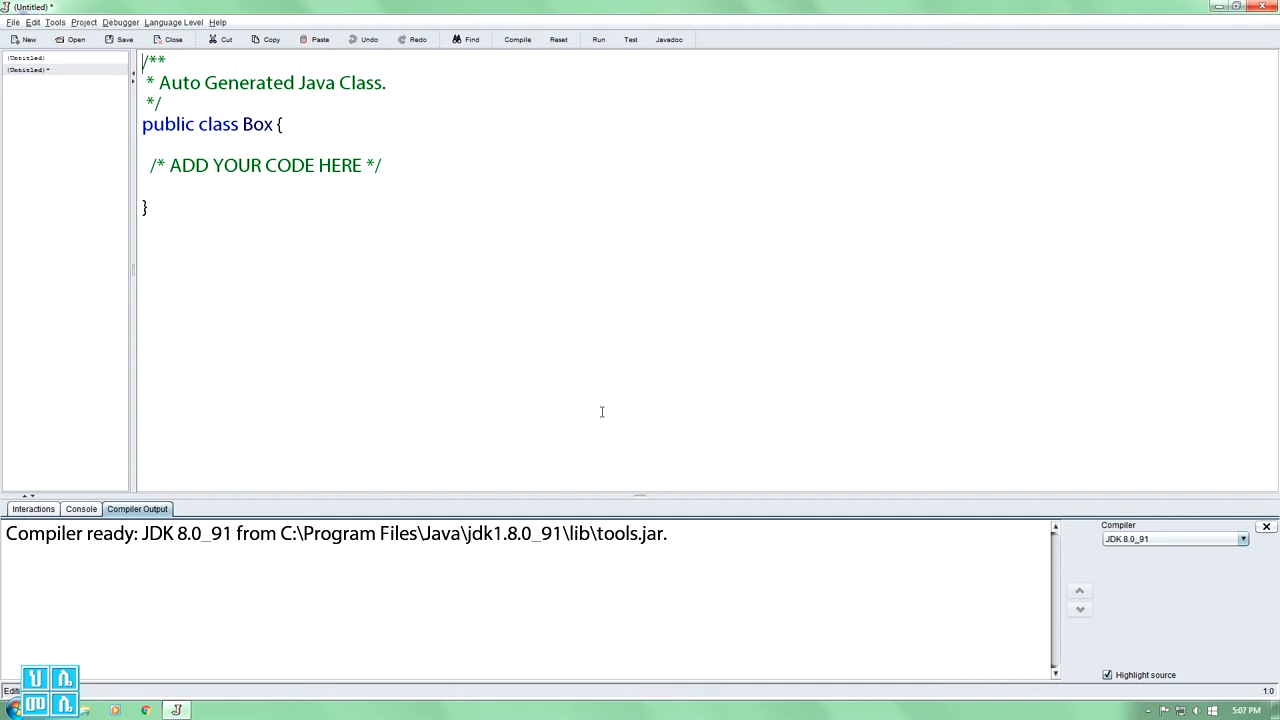 (Untitled) *
File Edit Tools Project Debugger Language Level Help
New Open Save Close Cut Copy Paste Undo Redo Find Compile Reset Run Test Javadoc
(Untitled)
(Untitled) *
/**
* Auto Generated Java Class.
*/
public class Box {
/* ADD YOUR CODE HERE */
}
Interactions Console Compiler Output
Compiler ready: JDK 8.0_91 from C:\Program Files\Java\jdk1.8.0_91\lib\tools.jar.
Compiler
JDK 8.0_91
Highlight source
1:0
ህ ሌ
መ ሌ
5:07 PM